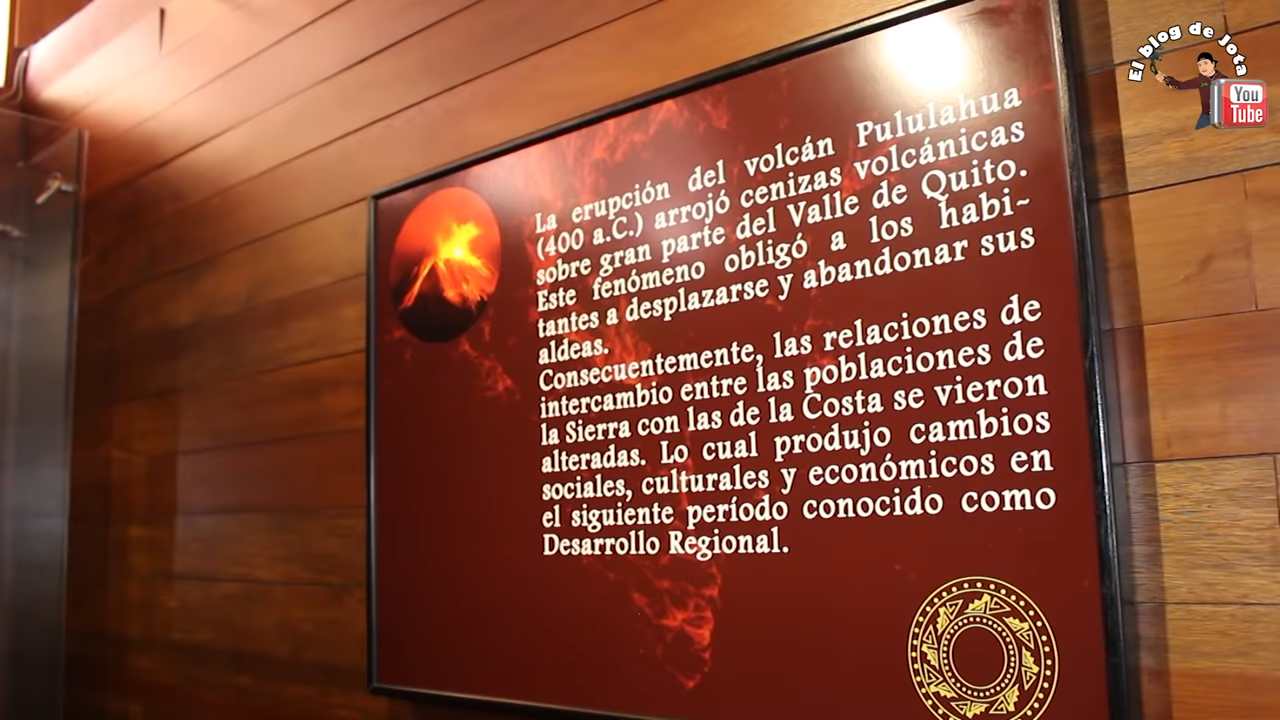 El blog de Jota
You
Tube
La erupción del volcán Pululahua
(400 a.C.) arrojó cenizas volcánicas
sobre gran parte del Valle de Quito.
Este fenómeno obligó a los habi-
tantes a desplazarse y abandonar sus
aldeas.
Consecuentemente, las relaciones de
intercambio entre las poblaciones de
la Sierra con las de la Costa se vieron
alteradas. Lo cual produjo cambios
sociales, culturales y económicos en
el siguiente período conocido como
Desarrollo Regional.